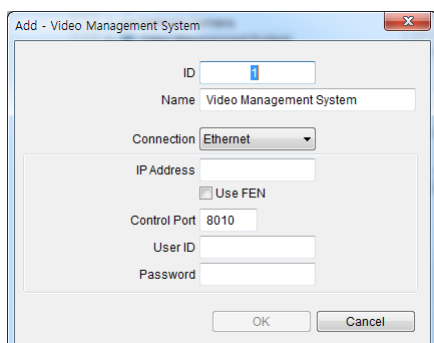 Add - Video Management System
ID 1
Name Video Management System
Connection Ethernet
IP Address
Use FEN
Control Port 8010
User ID
Password
OK Cancel